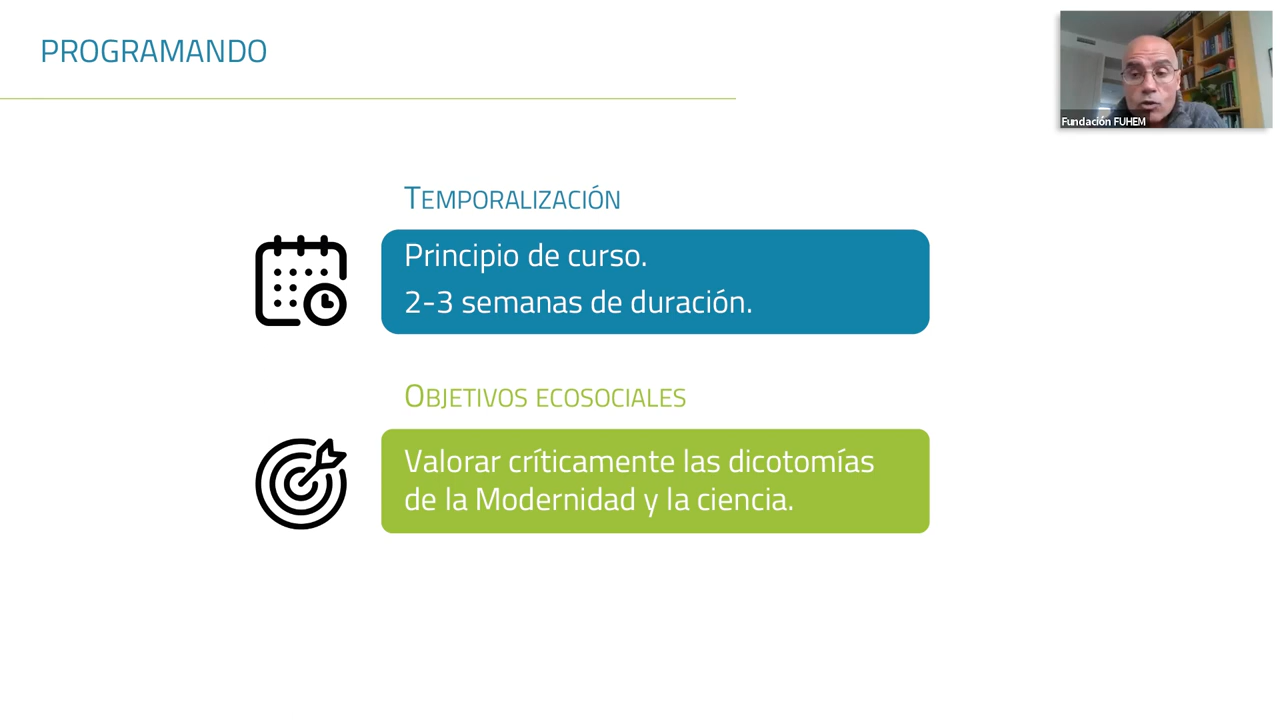 PROGRAMANDO
Fundación FUHEM
TEMPORALIZACIÓN
Principio de curso.
2-3 semanas de duración.
OBJETIVOS ECOSOCIALES
Valorar críticamente las dicotomías
de la Modernidad y la ciencia.